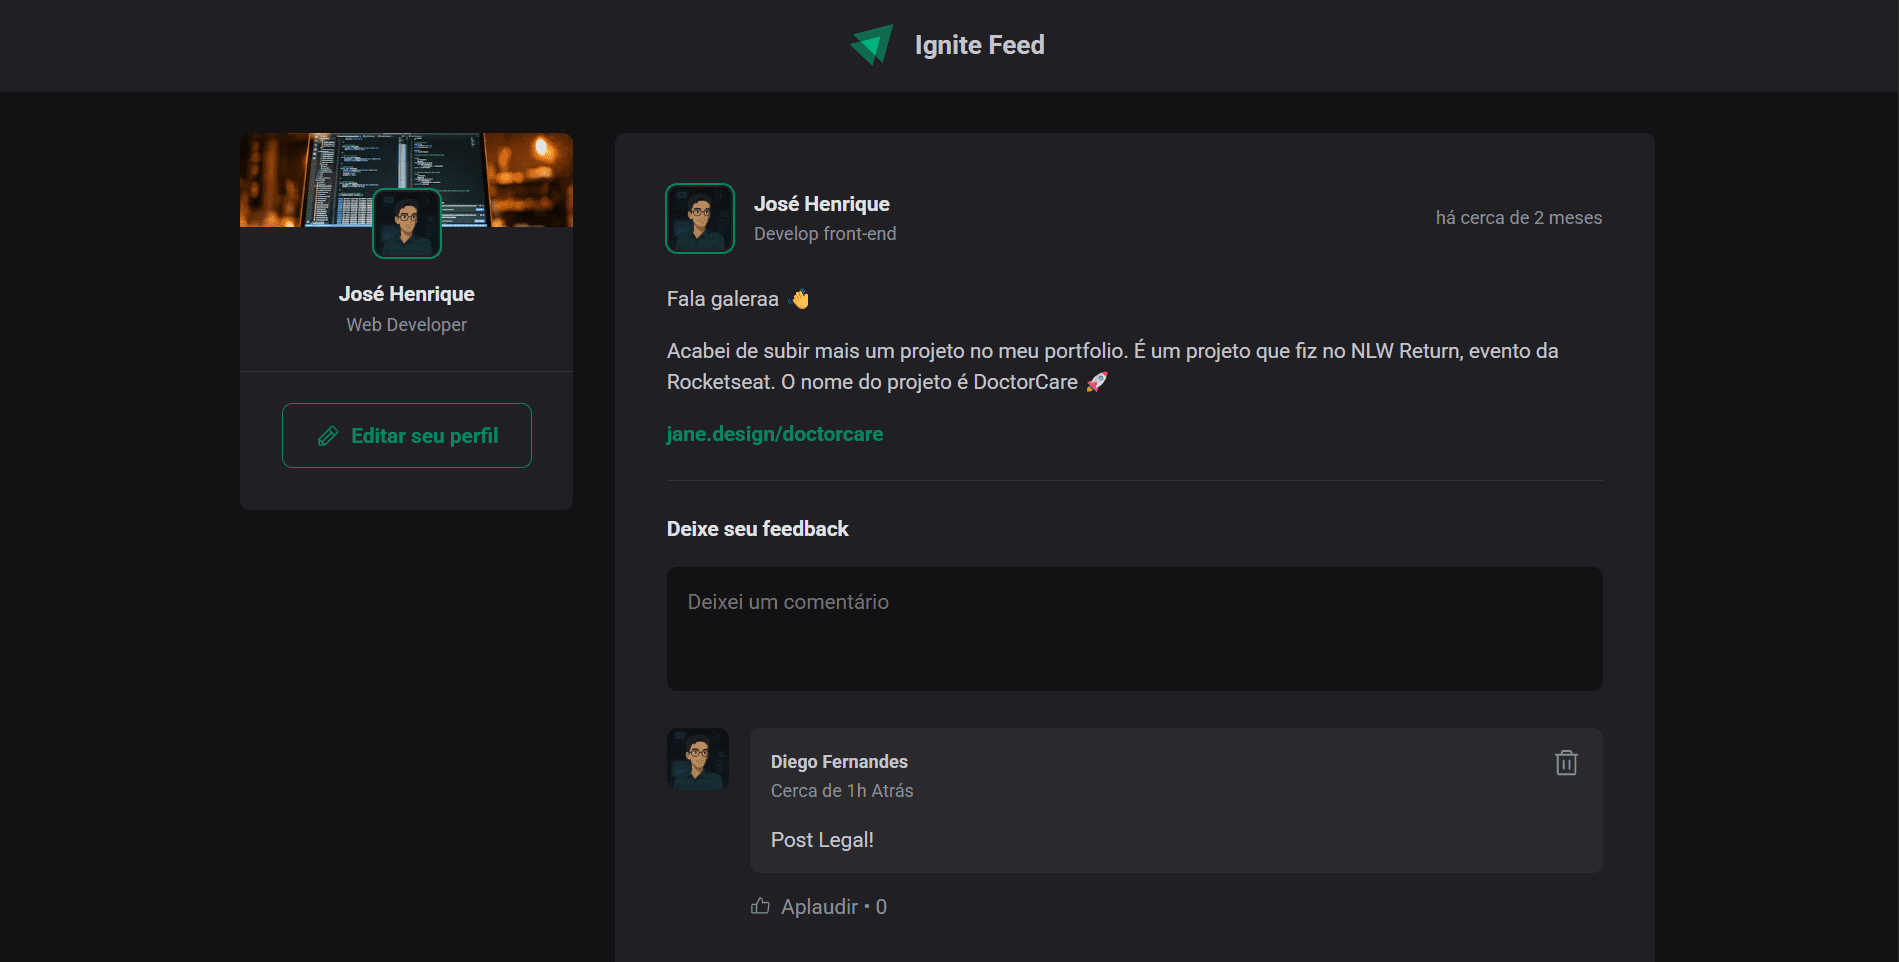 Ignite Feed
José Henrique
Web Developer
Editar seu perfil
José Henrique
Develop front-end
há cerca de 2 meses
Fala galeraa 👋
Acabei de subir mais um projeto no meu portfolio. É um projeto que fiz no NLW Return, evento da
Rocketseat. O nome do projeto é DoctorCare 🚀
jane.design/doctorcare
Deixe seu feedback
Deixei um comentário
Diego Fernandes
Cerca de 1h Atrás
Post Legal!
Aplaudir • 0